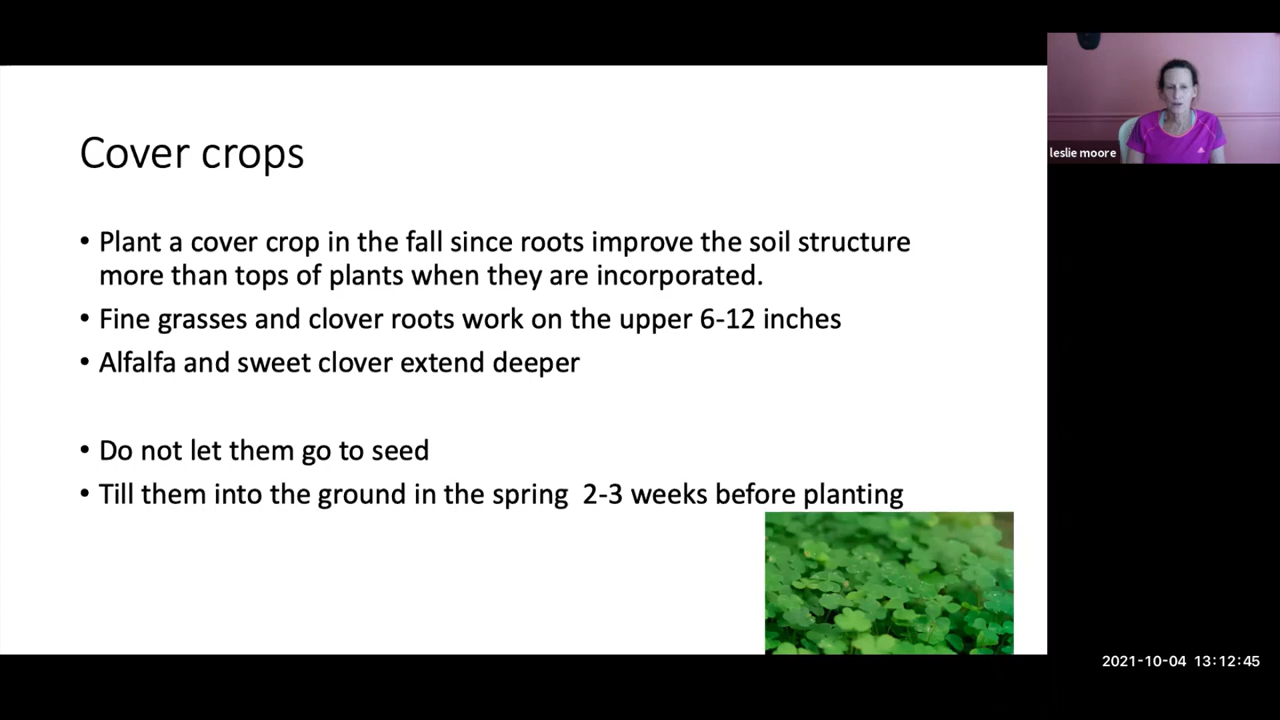 Cover crops
• Plant a cover crop in the fall since roots improve the soil structure
more than tops of plants when they are incorporated.
• Fine grasses and clover roots work on the upper 6-12 inches
• Alfalfa and sweet clover extend deeper
• Do not let them go to seed
• Till them into the ground in the spring  2-3 weeks before planting
leslie moore
2021-10-04 13:12:45